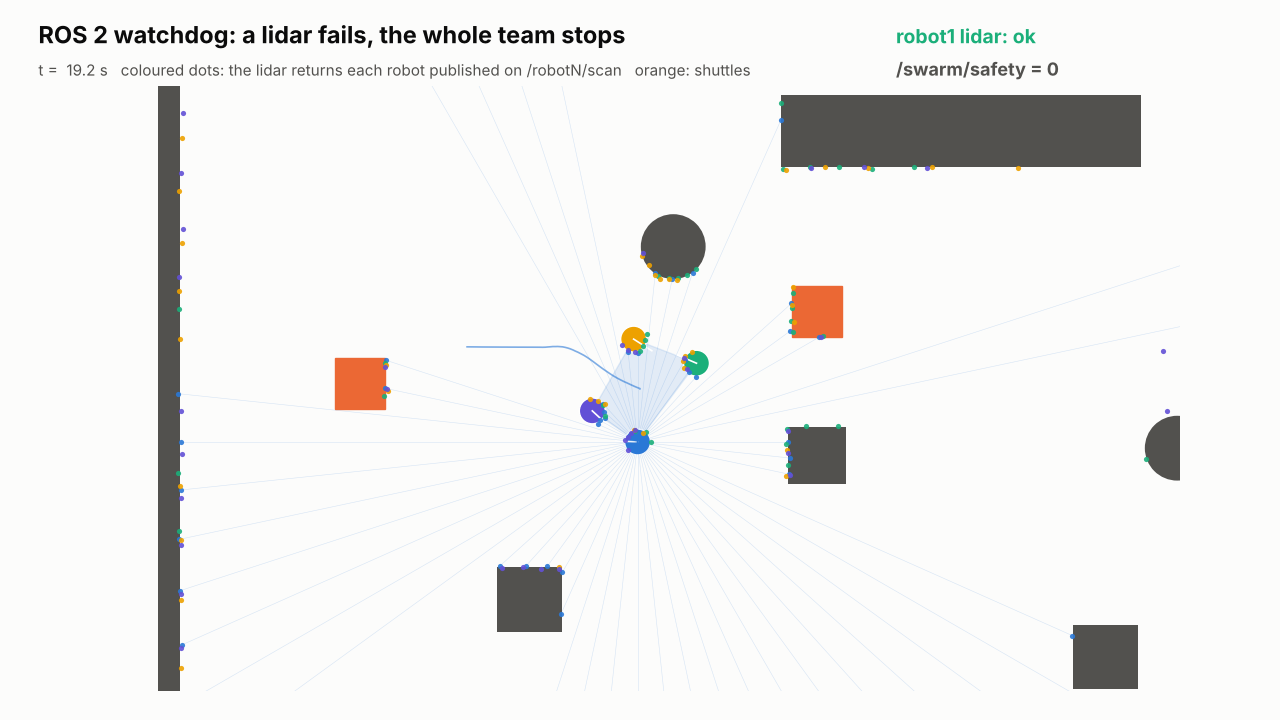 ROS 2 watchdog: a lidar fails, the whole team stops
robot1 lidar: ok
t = 19.2 s coloured dots: the lidar returns each robot published on /robotN/scan orange: shuttles
/swarm/safety = 0